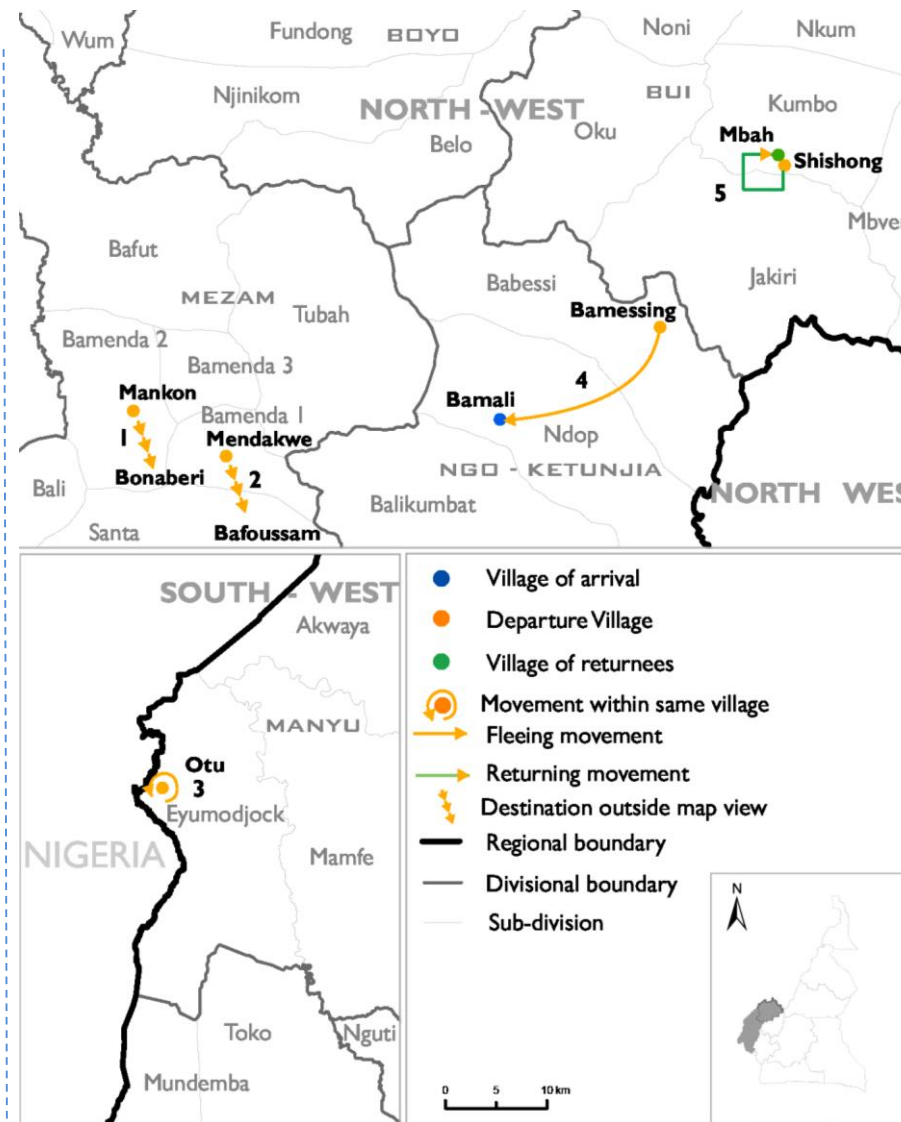 Wum
Fundong
BOYO
Noni
Nkum
Njinikom
BUI
Kumbo
NORTH - WEST
Oku
Belo
Mbah
Shishong
5
Bafut
Mbve
MEZAM
Babessi
Jakiri
Tubah
Bamessing
Bamenda 2
Bamenda 3
4
Mankon
Bamali
Bamenda 1
1
Mendakwe
Ndop
Bonaberi
2
NGO - KETUNJIA
Bali
Balikumbat
NORTH WES
Santa
Bafoussam
SOUTH - WEST
Akwaya
MANYU
Otu
3
Eyumodjock
NIGERIA
Mamfe
Toko
Nguti
Mundemba
Village of arrival
Departure Village
Village of returnees
Movement within same village
Fleeing movement
Returning movement
Destination outside map view
Regional boundary
Divisional boundary
Sub-division
N
0 5 10 km